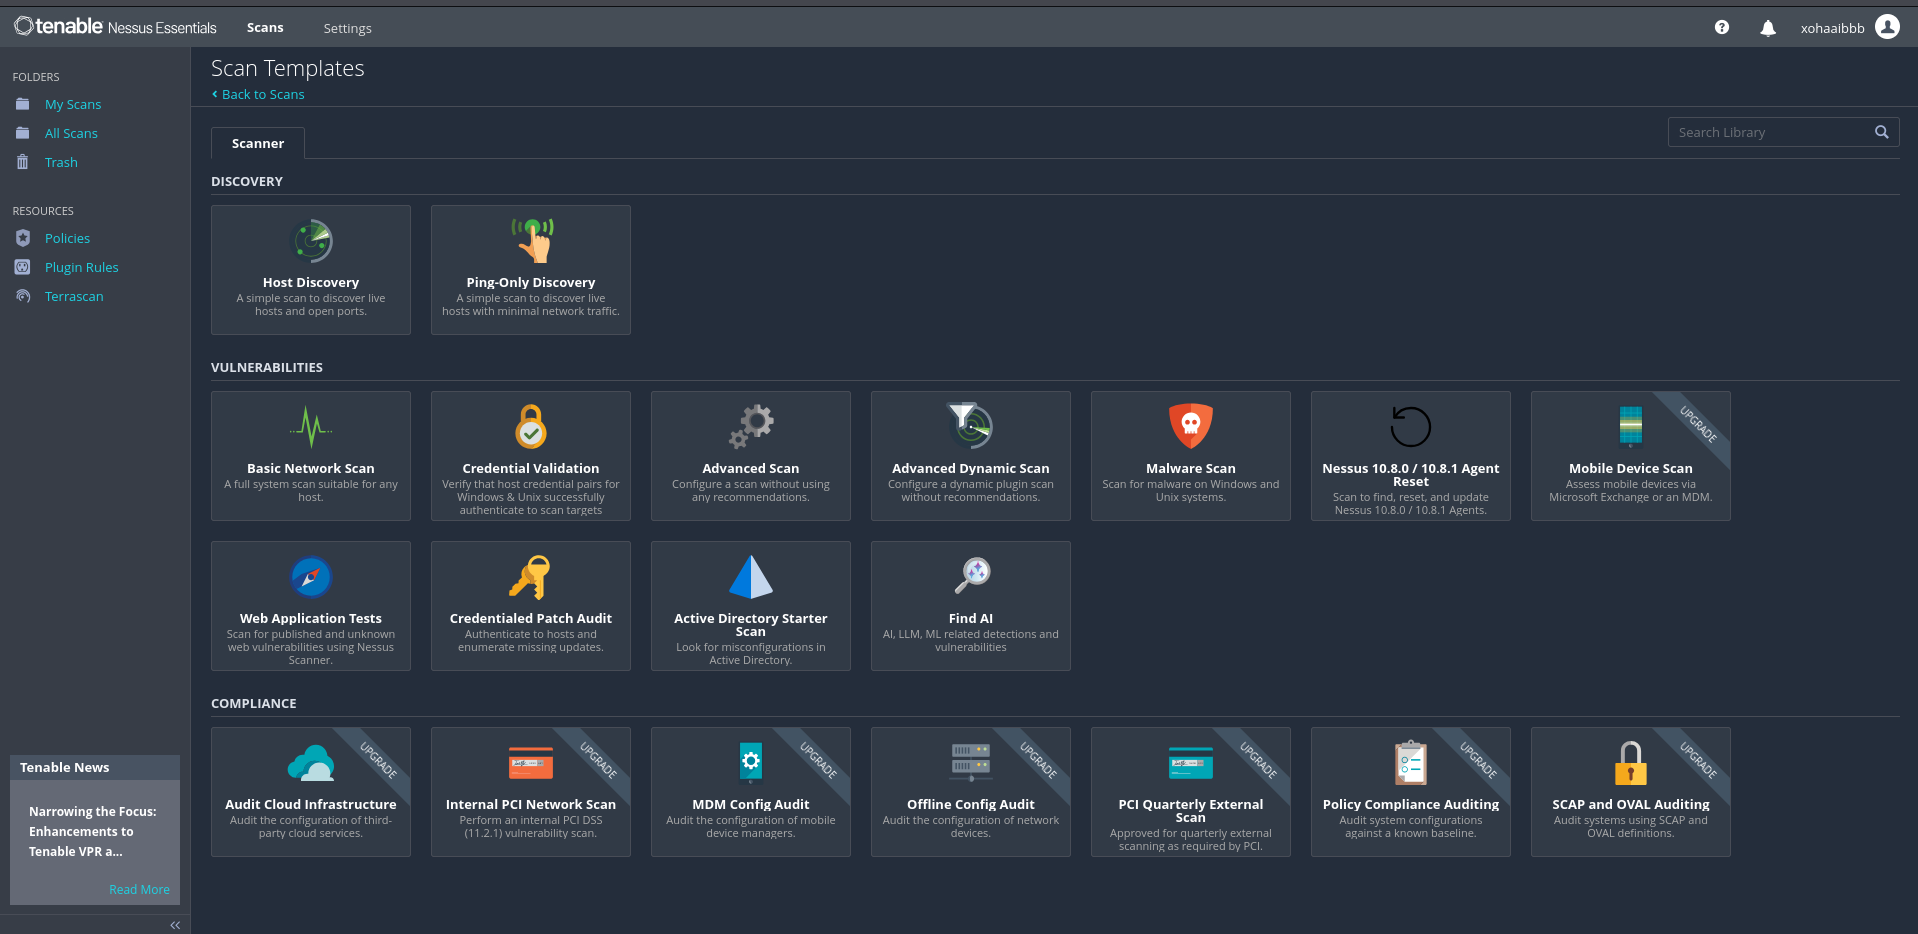 tenable Nessus Essentials
Scans
Settings
xohaaibbb
FOLDERS
My Scans
All Scans
Trash
RESOURCES
Policies
Plugin Rules
Terrascan
Tenable News
Narrowing the Focus:
Enhancements to
Tenable VPR a...
Read More
Scan Templates
Back to Scans
Scanner
Search Library
DISCOVERY
Host Discovery
A simple scan to discover live
hosts and open ports.
Ping-Only Discovery
A simple scan to discover live
hosts with minimal network traffic.
VULNERABILITIES
Basic Network Scan
A full system scan suitable for any
host.
Credential Validation
Verify that host credential pairs for
Windows & Unix successfully
authenticate to scan targets
Advanced Scan
Configure a scan without using
any recommendations.
Advanced Dynamic Scan
Configure a dynamic plugin scan
without recommendations.
Malware Scan
Scan for malware on Windows and
Unix systems.
Nessus 10.8.0 / 10.8.1 Agent
Reset
Scan to find, reset, and update
Nessus 10.8.0 / 10.8.1 Agents.
UPGRADE
Mobile Device Scan
Assess mobile devices via
Microsoft Exchange or an MDM.
Web Application Tests
Scan for published and unknown
web vulnerabilities using Nessus
Scanner.
Credentialed Patch Audit
Authenticate to hosts and
enumerate missing updates.
Active Directory Starter
Scan
Look for misconfigurations in
Active Directory.
Find AI
AI, LLM, ML related detections and
vulnerabilities
COMPLIANCE
UPGRADE
Audit Cloud Infrastructure
Audit the configuration of third-
party cloud services.
UPGRADE
Internal PCI Network Scan
Perform an internal PCI DSS
(11.2.1) vulnerability scan.
UPGRADE
MDM Config Audit
Audit the configuration of mobile
device managers.
UPGRADE
Offline Config Audit
Audit the configuration of network
devices.
UPGRADE
PCI Quarterly External
Scan
Approved for quarterly external
scanning as required by PCI.
UPGRADE
Policy Compliance Auditing
Audit system configurations
against a known baseline.
UPGRADE
SCAP and OVAL Auditing
Audit systems using SCAP and
OVAL definitions.